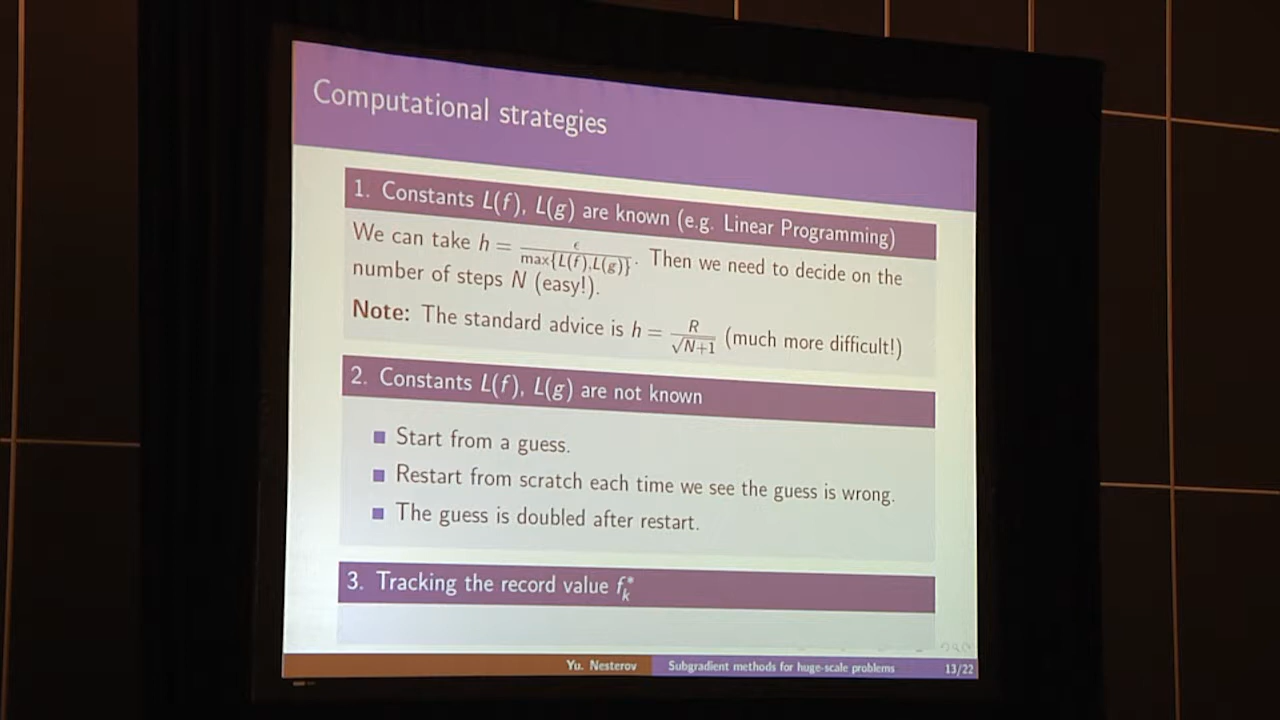 Computational strategies
1. Constants L(f), L(g) are known (e.g. Linear Programming)
We can take h = ϵ / max{L(f),L(g)}. Then we need to decide on the
number of steps N (easy!).
Note: The standard advice is h = R / √N+1 (much more difficult!)
2. Constants L(f), L(g) are not known
Start from a guess.
Restart from scratch each time we see the guess is wrong.
The guess is doubled after restart.
3. Tracking the record value f*ₖ
Yu. Nesterov Subgradient methods for huge-scale problems 13/22